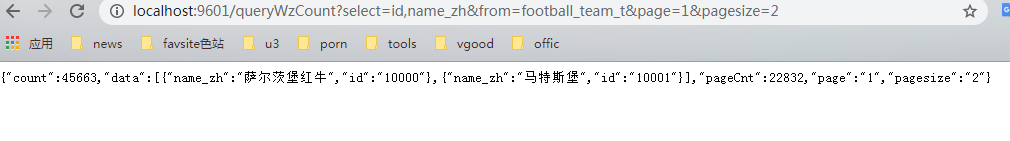 localhost:9601/queryWzCount?select=id,name_zh&from=football_team_t&page=1&pagesize=2
应用 news favsite色站 u3 porn tools vgood offic
{"count":45663,"data":[{"name_zh":"萨尔茨堡红牛","id":"10000"},{"name_zh":"马特斯堡","id":"10001"}],"pageCnt":22832,"page":"1","pagesize":"2"}